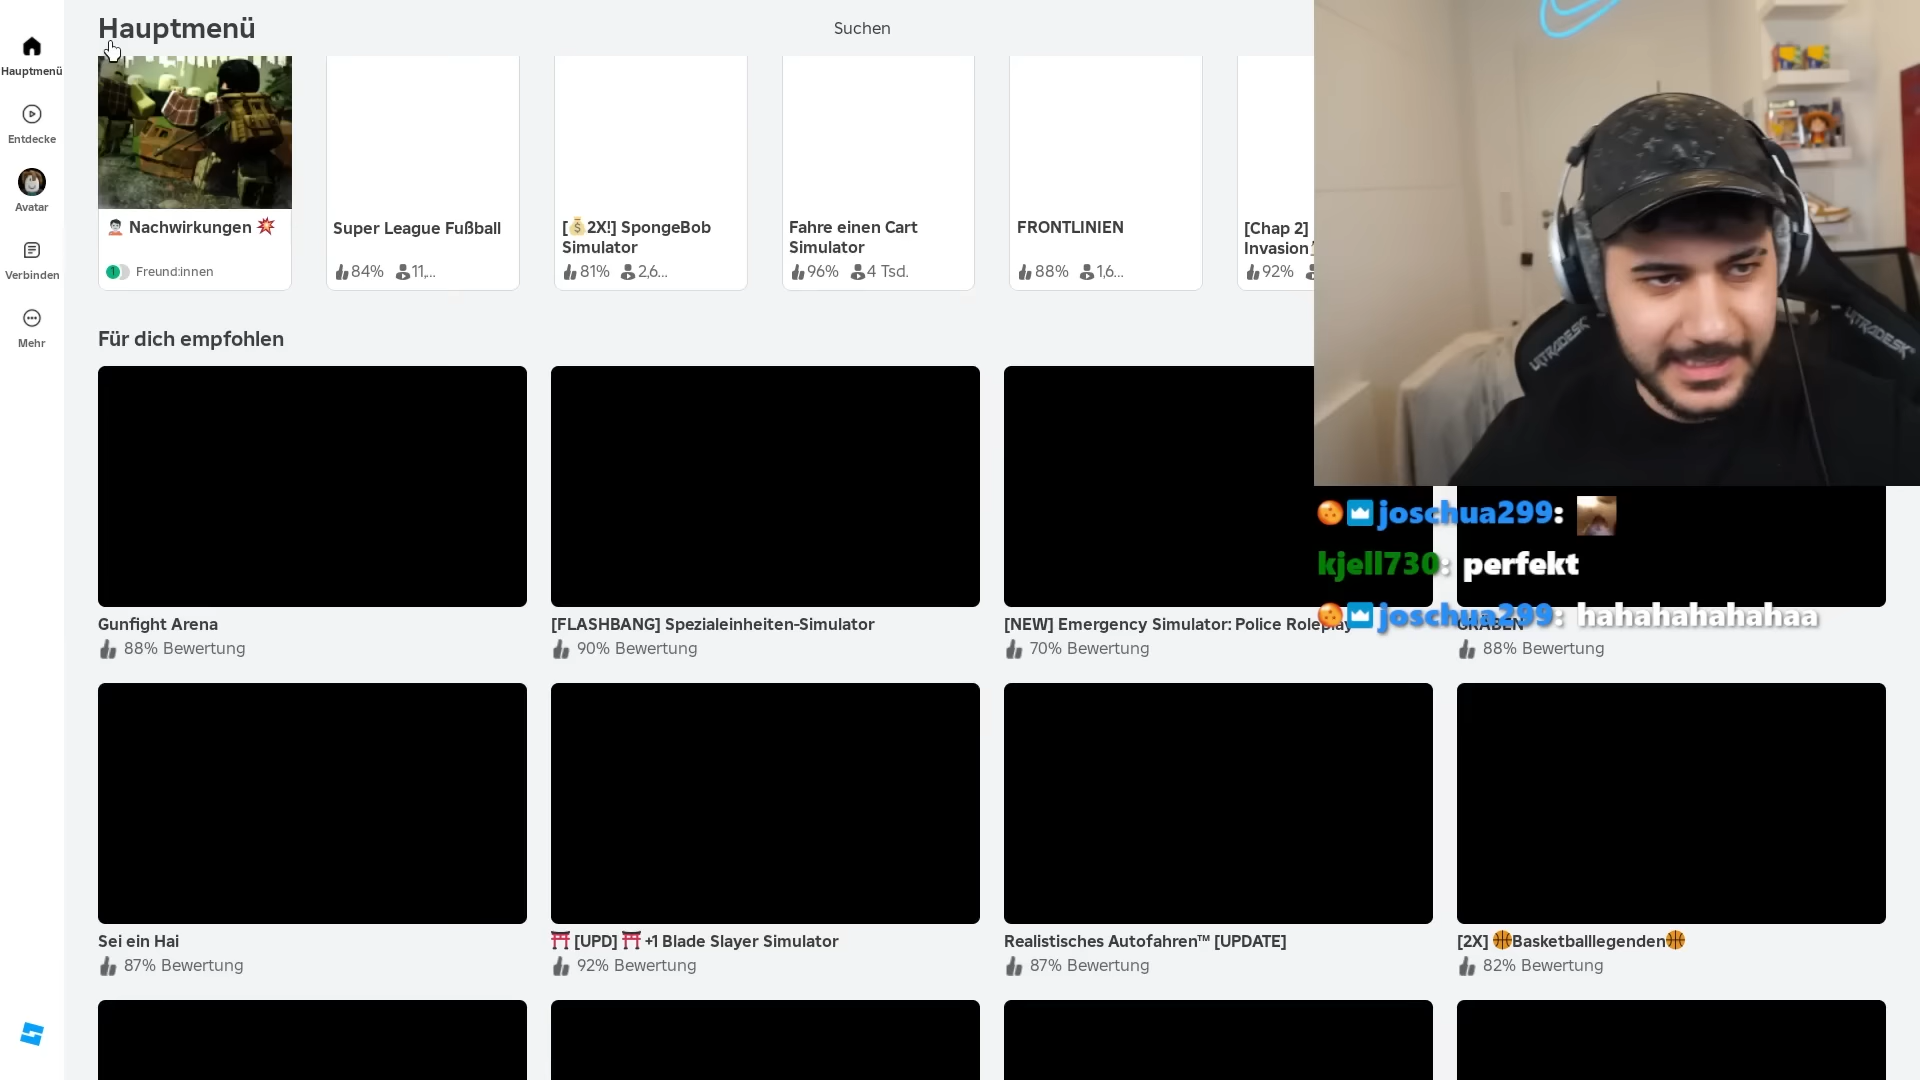 Hauptmenü
Suchen
Hauptmenü
Entdecke
Avatar
Verbinden
Mehr
Nachwirkungen
Freund:innen
Super League Fußball
84% 11,...
[💰2X!] SpongeBob
Simulator
81% 2,6...
Fahre einen Cart
Simulator
96% 4 Tsd.
FRONTLINIEN
88% 1,6...
[Chap 2]
Invasion
92%
ULTRADESK
ULTRADESK
Für dich empfohlen
joschua299:
kjell730: perfekt
joschua299: hahahahahahaa
Gunfight Arena
88% Bewertung
[FLASHBANG] Spezialeinheiten-Simulator
90% Bewertung
[NEW] Emergency Simulator: Police Roleplay
70% Bewertung
GRABEN
88% Bewertung
Sei ein Hai
87% Bewertung
⛩️ [UPD] ⛩️ +1 Blade Slayer Simulator
92% Bewertung
Realistisches Autofahren™ [UPDATE]
87% Bewertung
[2X] 🏀Basketballlegenden🏀
82% Bewertung